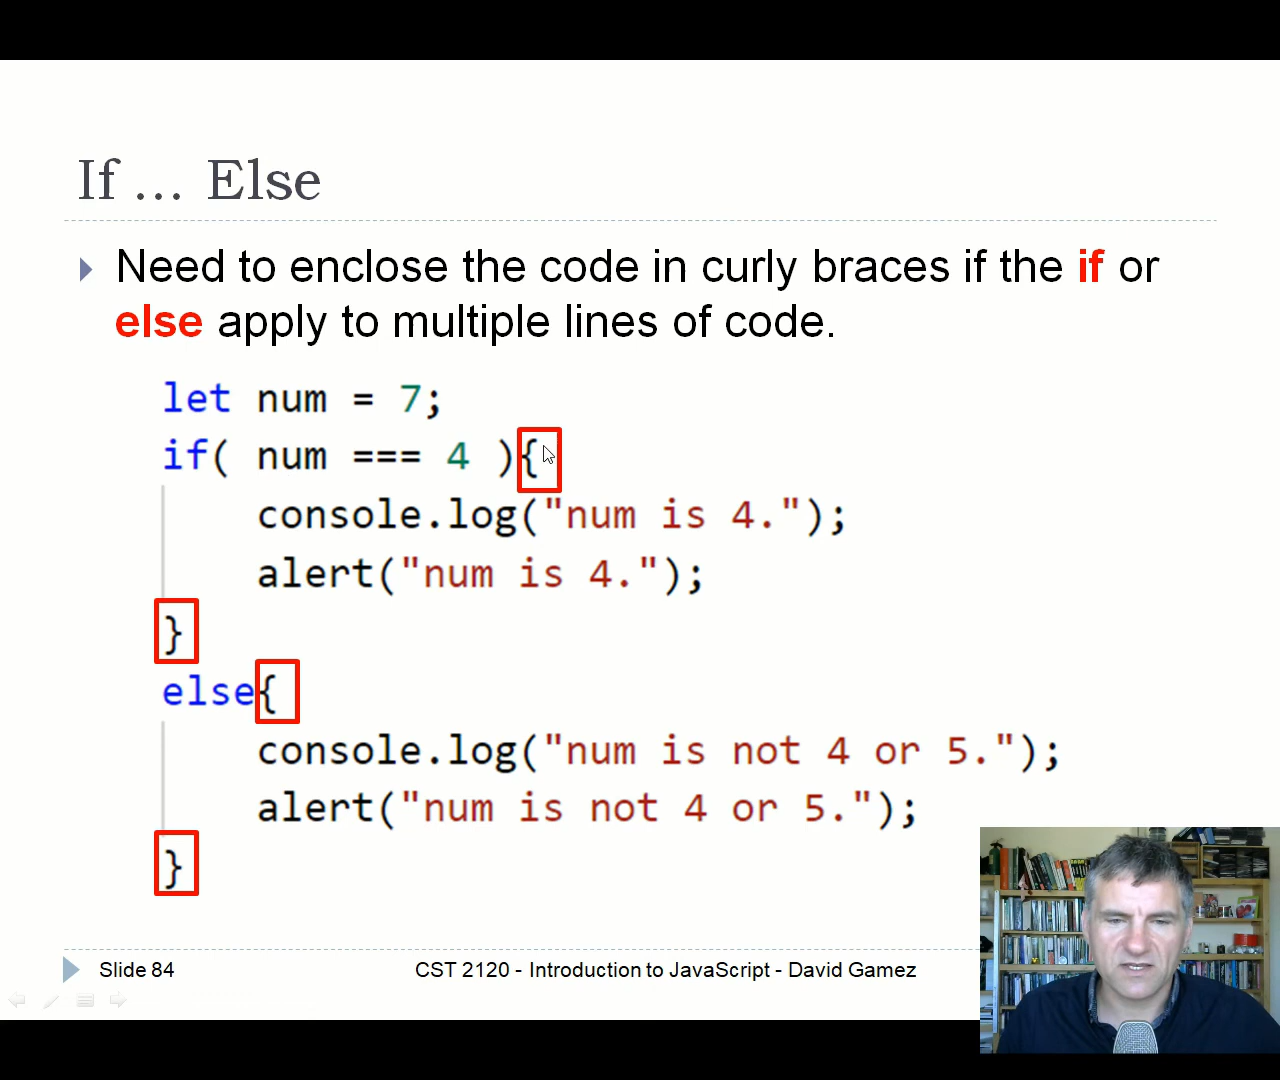 If ... Else
Need to enclose the code in curly braces if the if or
else apply to multiple lines of code.
let num = 7;
if( num === 4 ){
console.log("num is 4.");
alert("num is 4.");
}
else{
console.log("num is not 4 or 5.");
alert("num is not 4 or 5.");
}
Slide 84
CST 2120 - Introduction to JavaScript - David Gamez